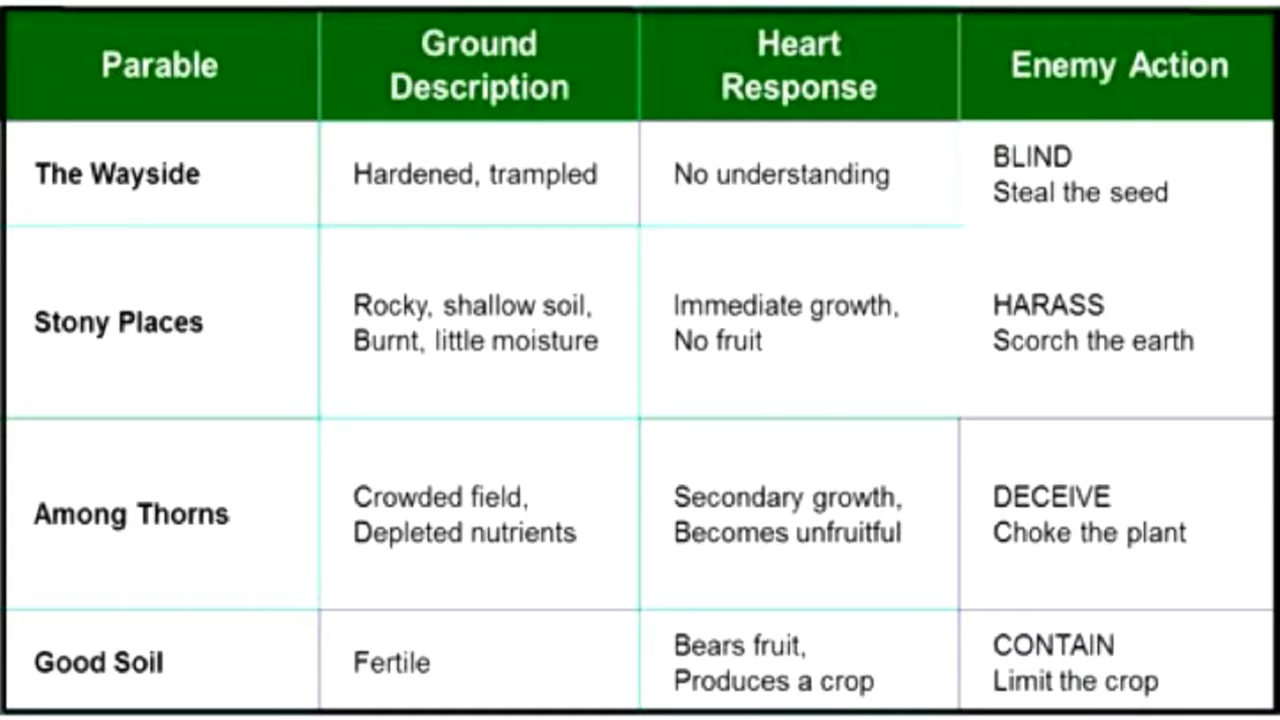 Parable
Ground
Description
Heart
Response
Enemy Action
The Wayside
Hardened, trampled
No understanding
BLIND
Steal the seed
Stony Places
Rocky, shallow soil,
Burnt, little moisture
Immediate growth,
No fruit
HARASS
Scorch the earth
Among Thorns
Crowded field,
Depleted nutrients
Secondary growth,
Becomes unfruitful
DECEIVE
Choke the plant
Good Soil
Fertile
Bears fruit,
Produces a crop
CONTAIN
Limit the crop